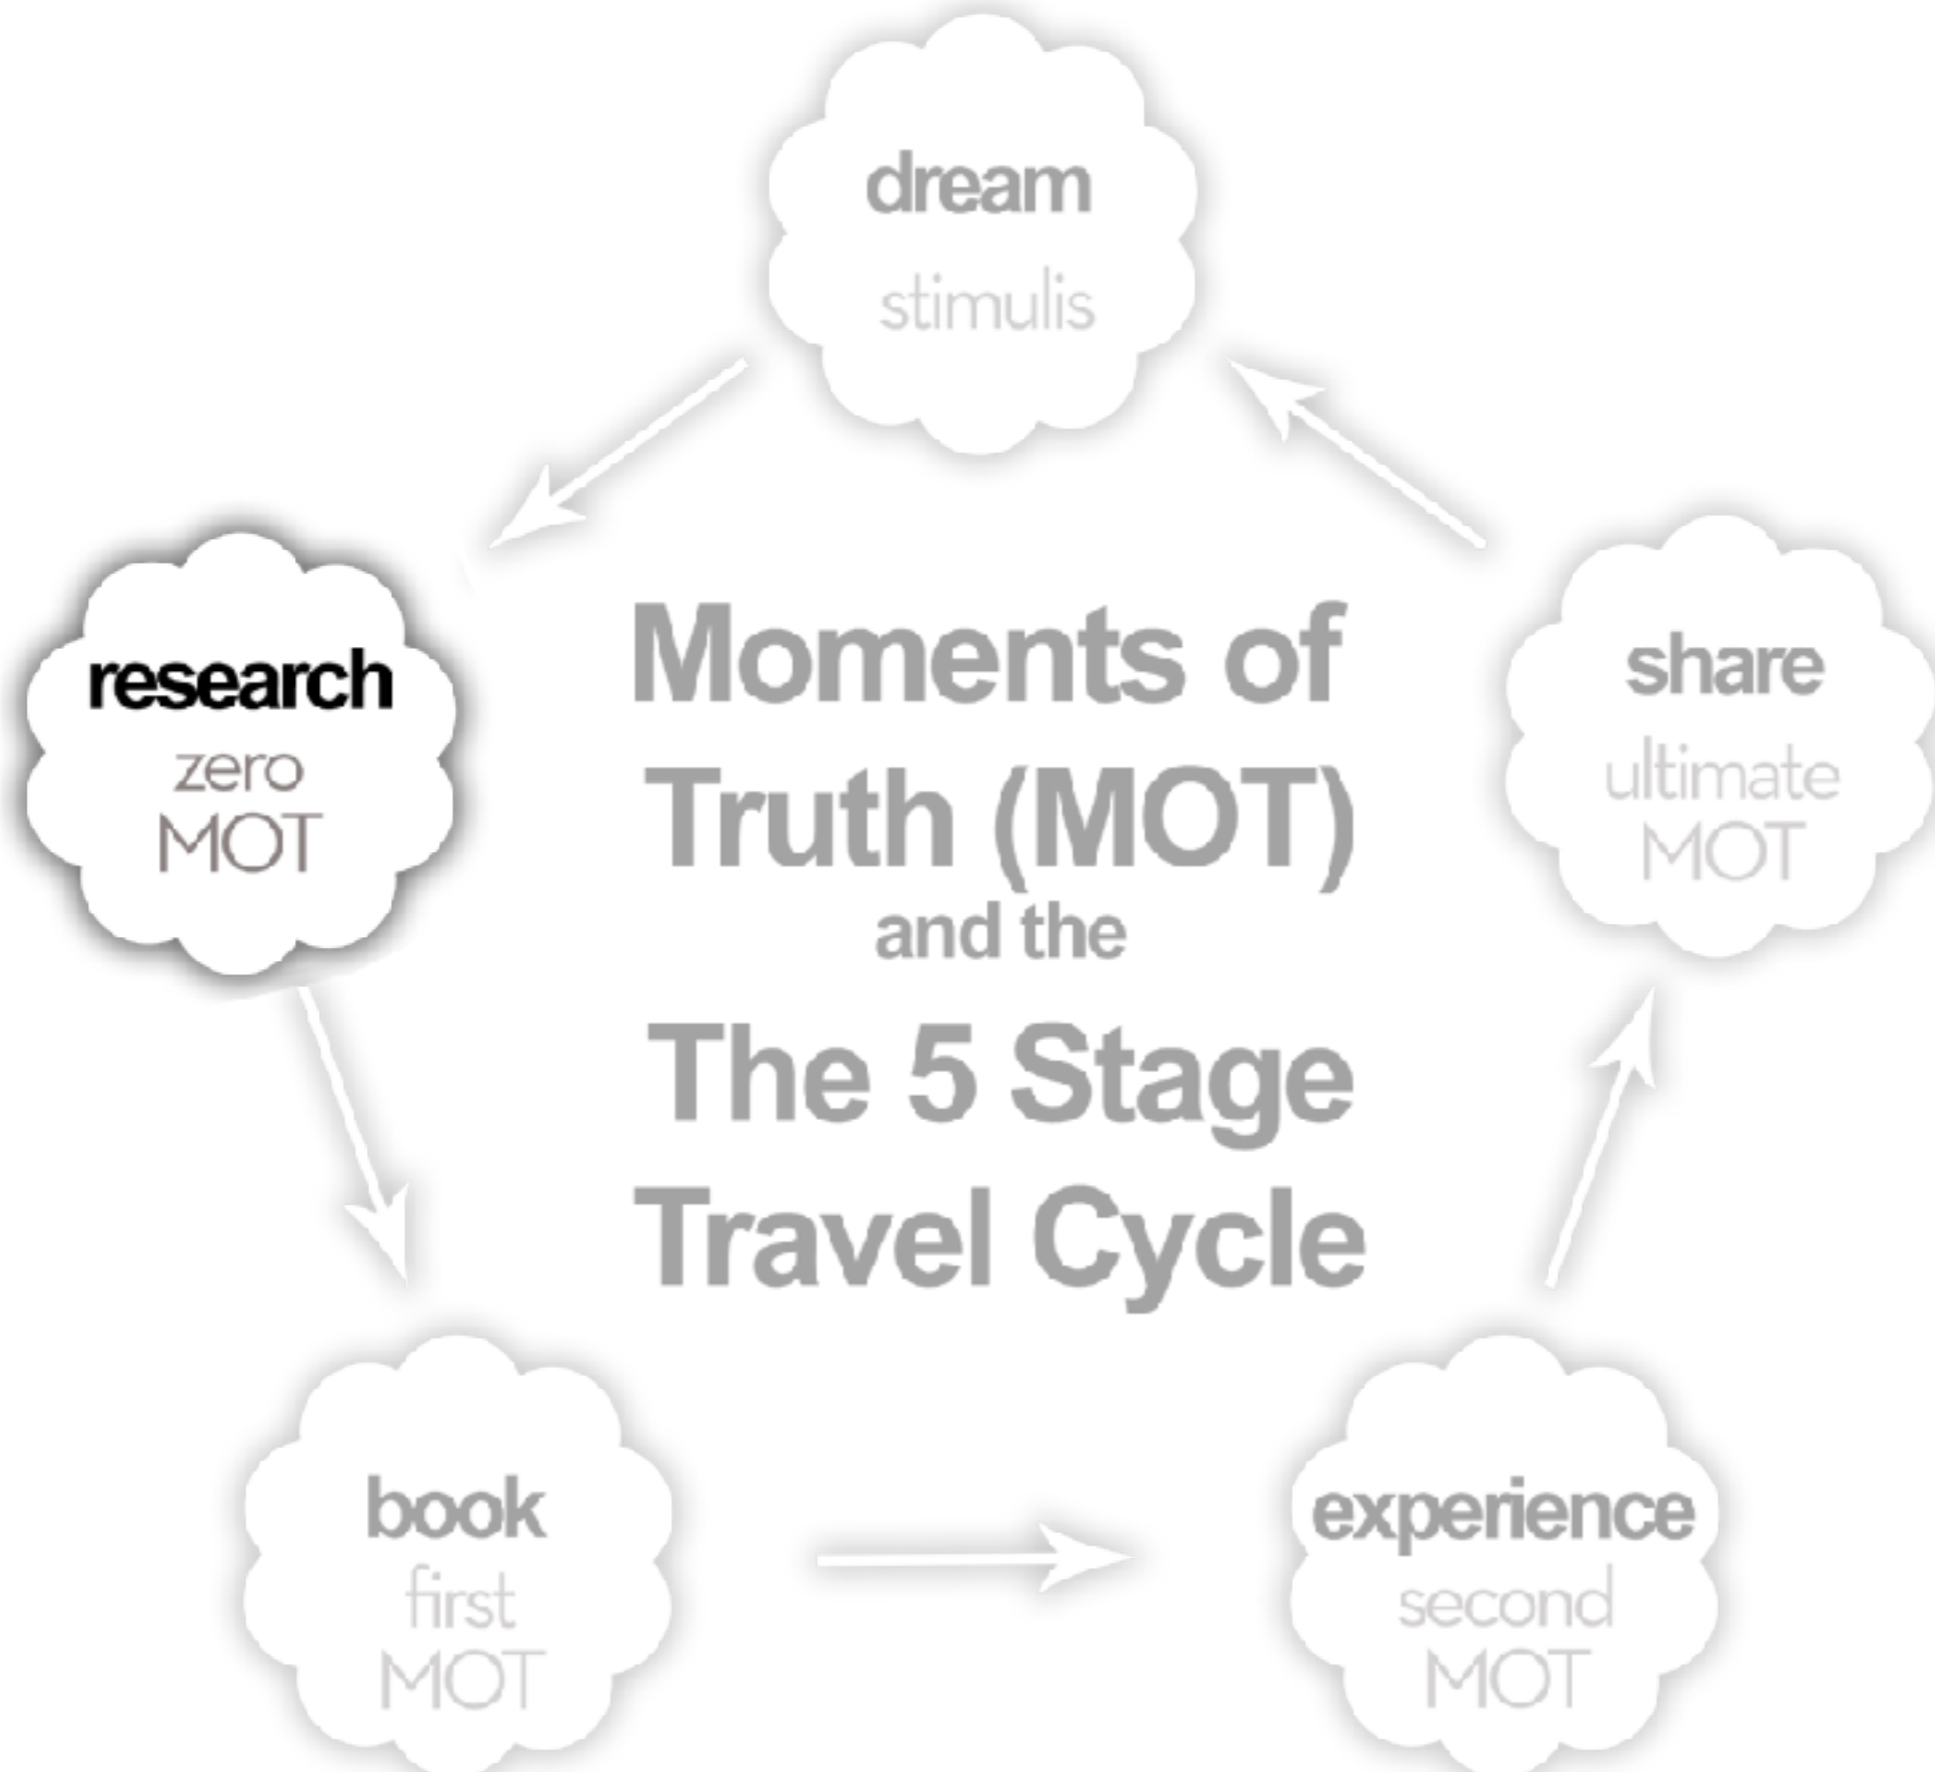 dream
stimulis
research
zero
MOT
Moments of
Truth (MOT)
and the
The 5 Stage
Travel Cycle
share
ultimate
MOT
book
first
MOT
experience
second
MOT